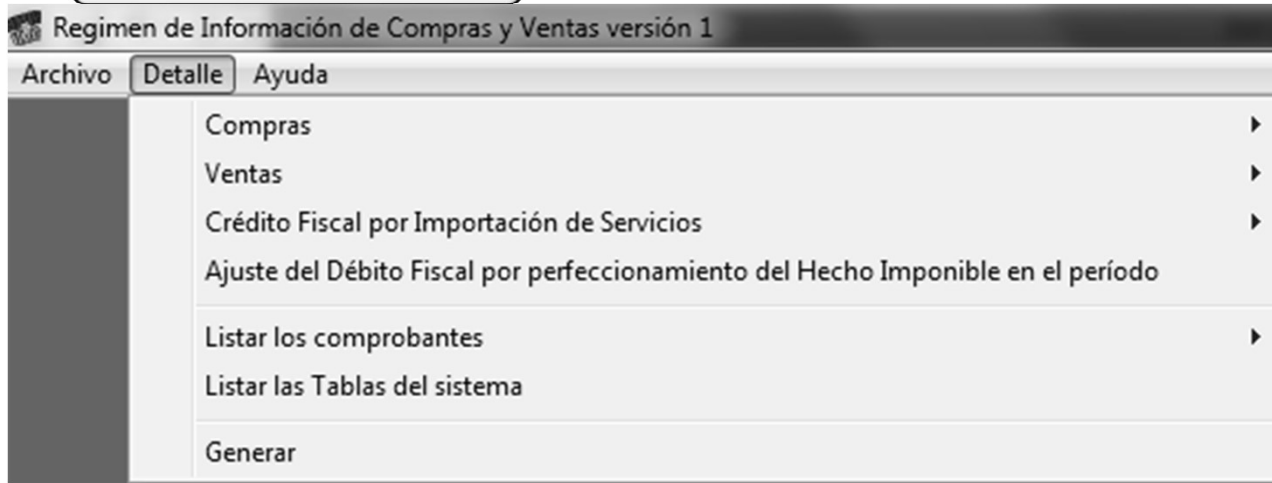 Regimen de Información de Compras y Ventas versión 1
Archivo Detalle Ayuda
Compras
Ventas
Crédito Fiscal por Importación de Servicios
Ajuste del Débito Fiscal por perfeccionamiento del Hecho Imponible en el período
Listar los comprobantes
Listar las Tablas del sistema
Generar